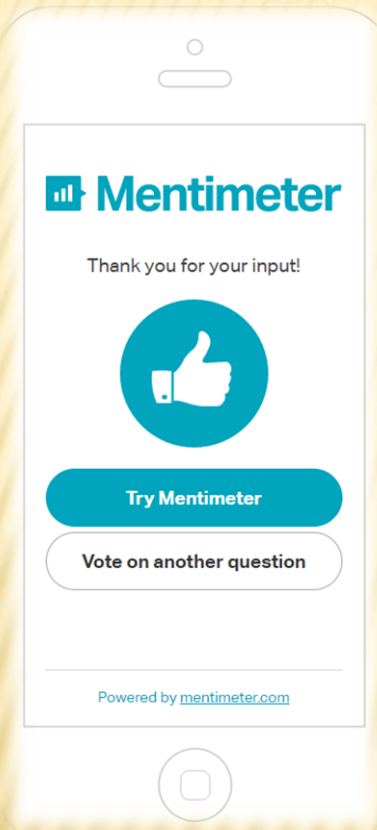 Mentimeter
Thank you for your input!
Try Mentimeter
Vote on another question
Powered by mentimeter.com